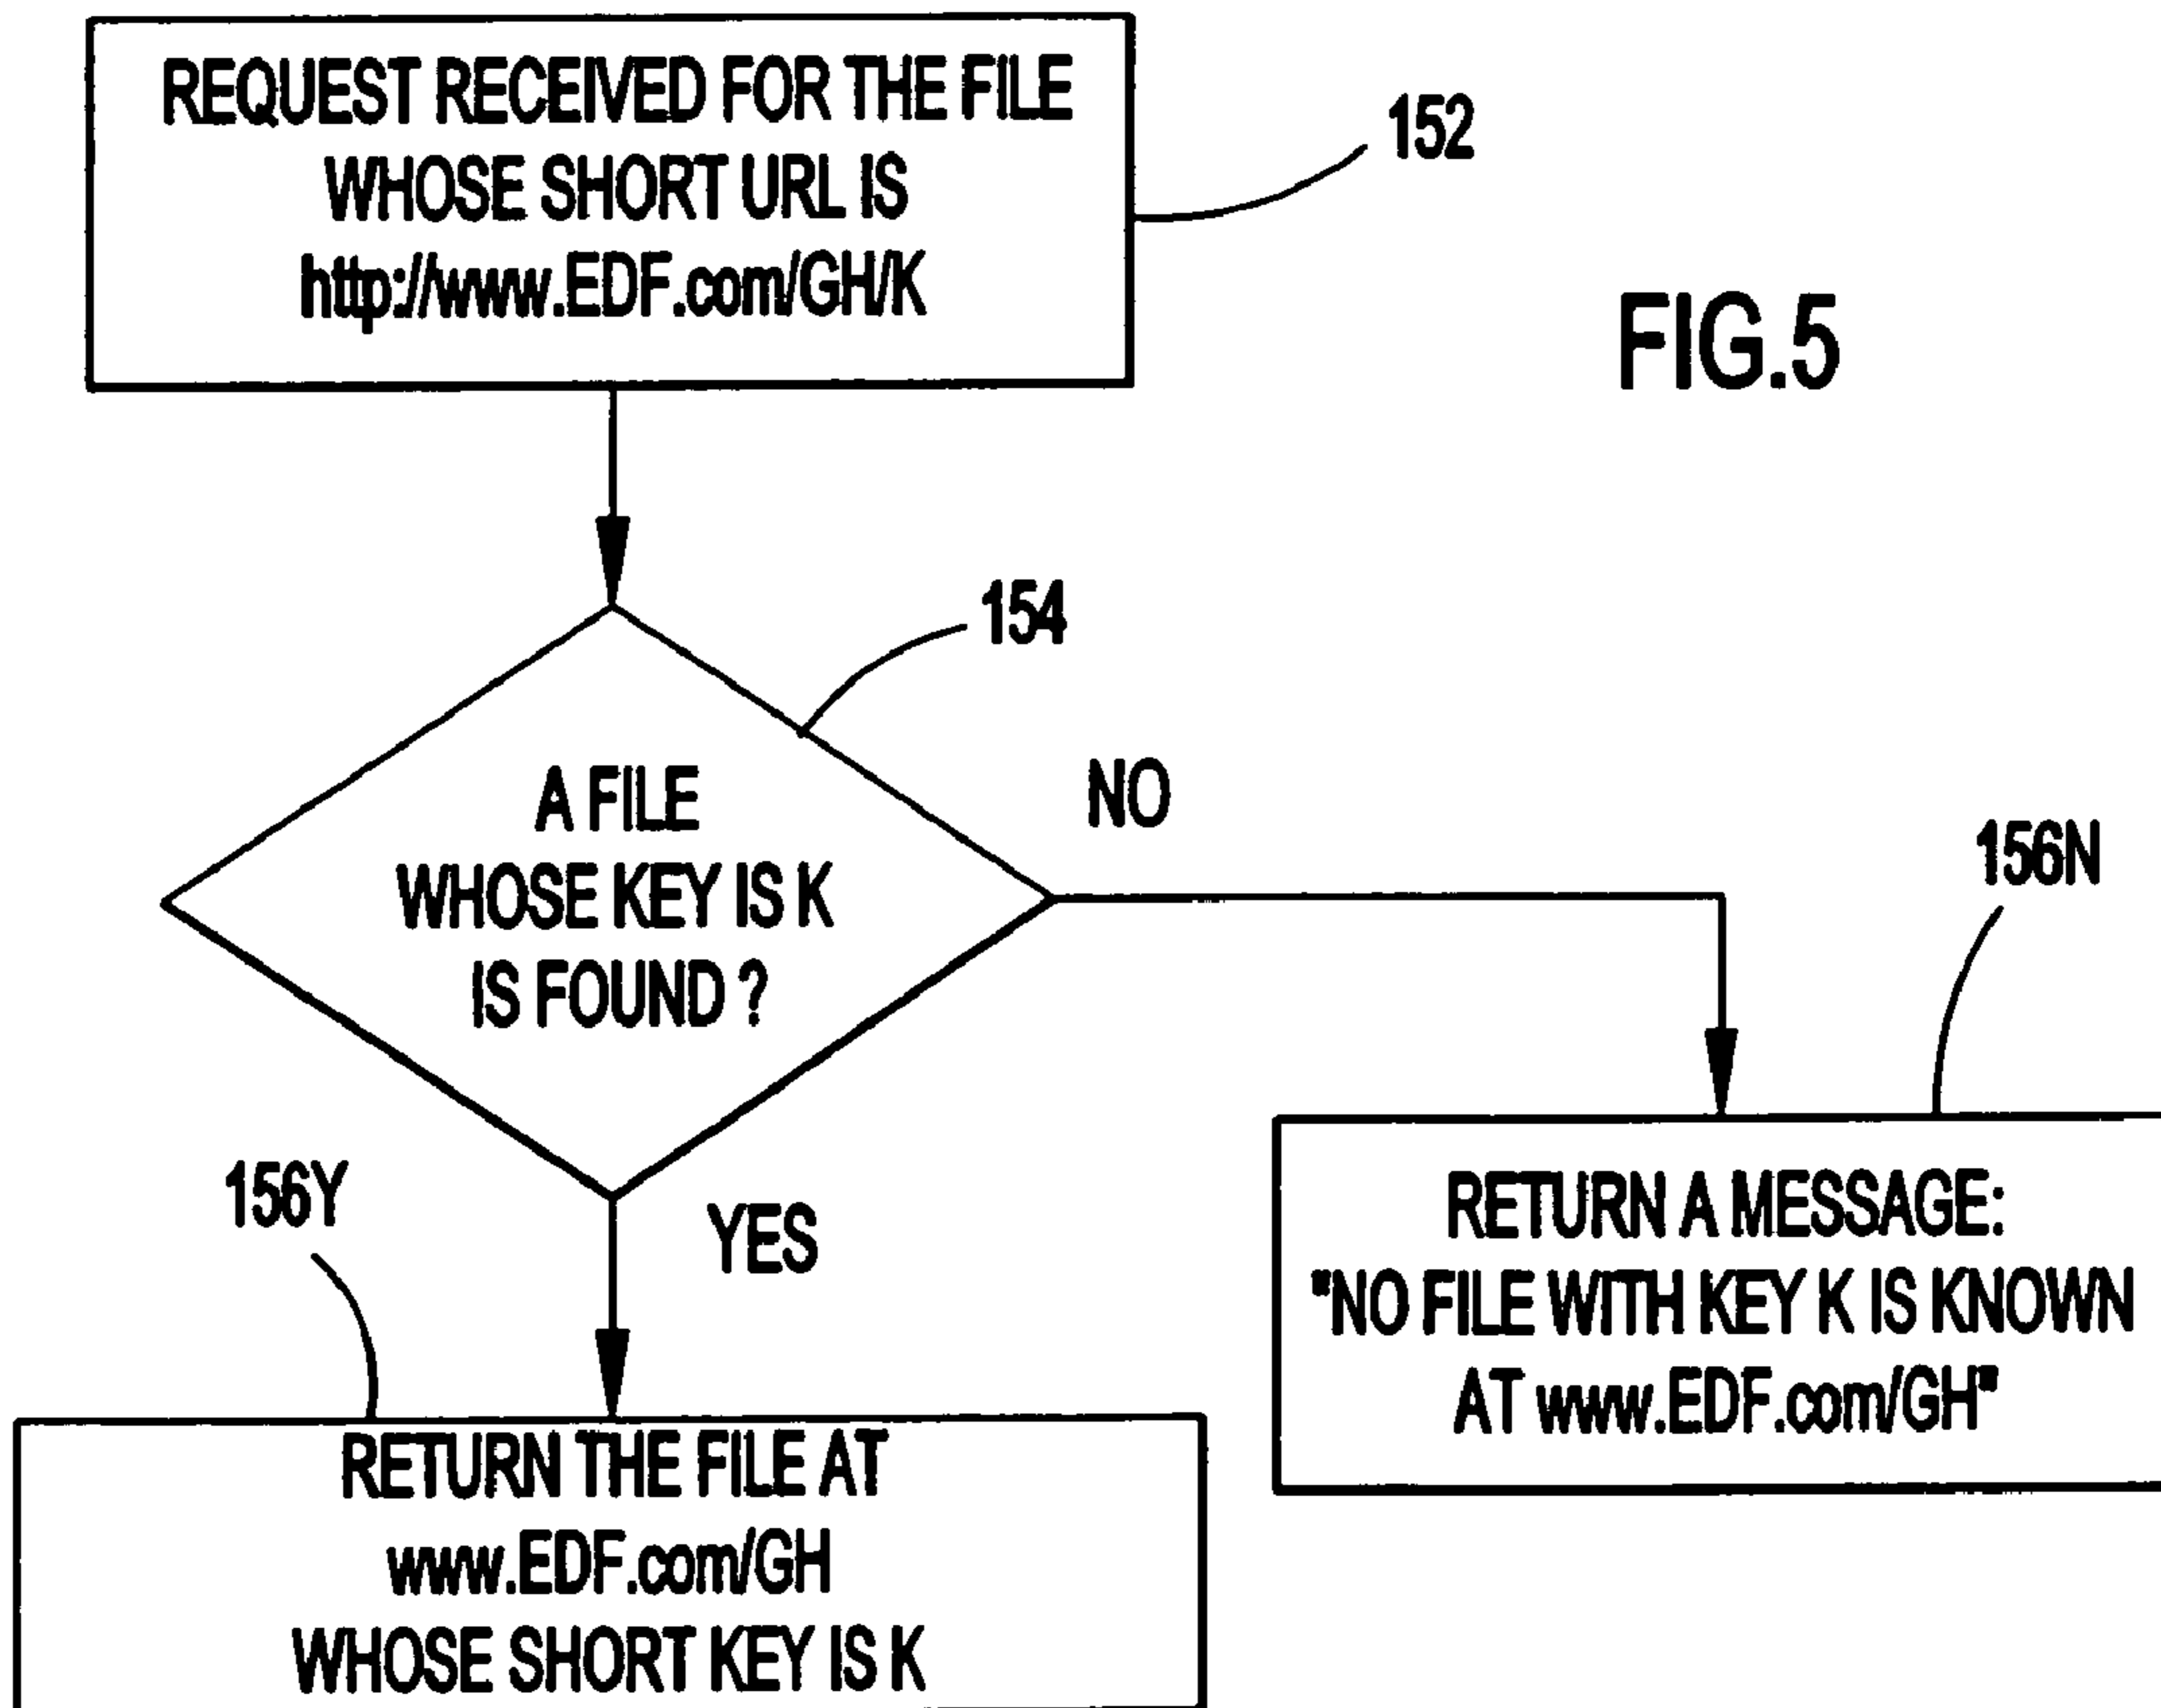 REQUEST RECEIVED FOR THE FILE
WHOSE SHORT URL IS
http://www.EDF.com/GH/K
152
FIG.5
154
A FILE
WHOSE KEY IS K
IS FOUND ?
NO
156N
RETURN A MESSAGE:
"NO FILE WITH KEY K IS KNOWN
AT www.EDF.com/GH"
156Y
YES
RETURN THE FILE AT
www.EDF.com/GH
WHOSE SHORT KEY IS K